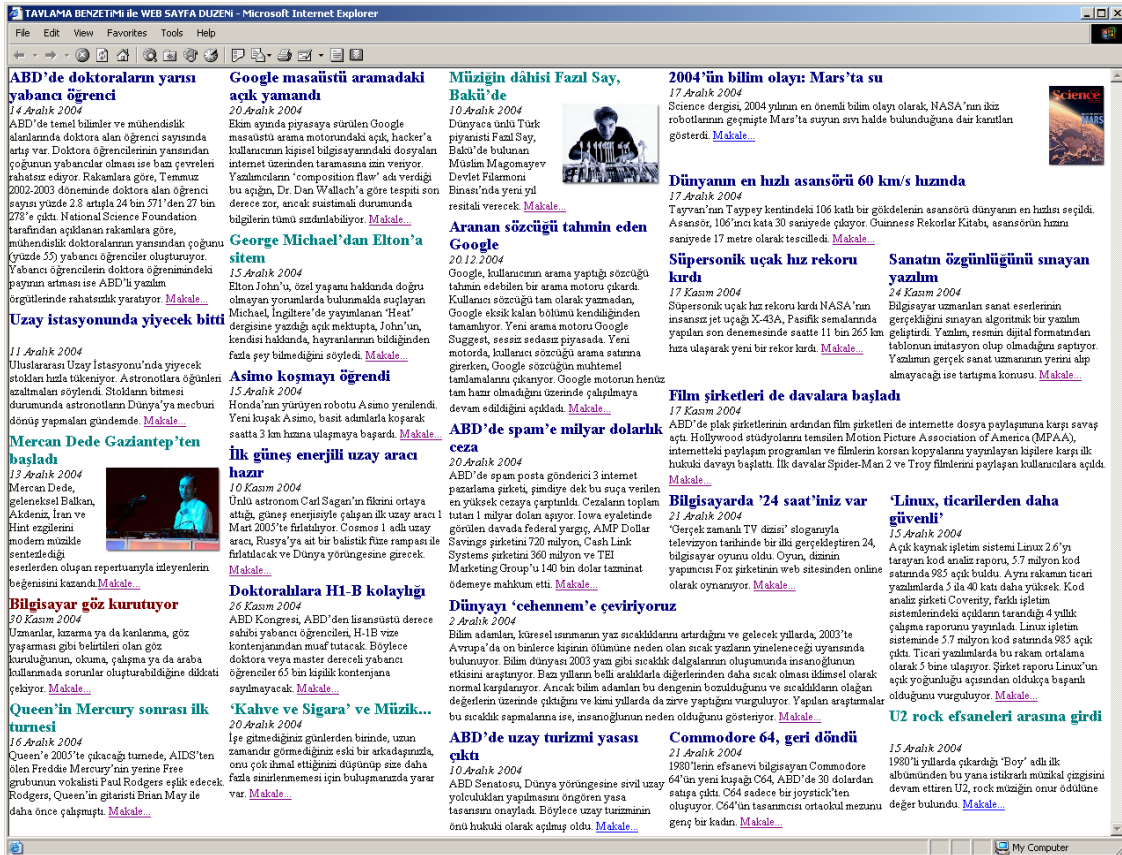 TAVLAMA BENZETiMi ile WEB SAYFA DUZENi - Microsoft Internet Explorer
File Edit View Favorites Tools Help
ABD'de doktoraların yarısı
yabancı öğrenci
14 Aralık 2004
ABD'de temel bilimler ve mühendislik
alanlarında doktora alan öğrenci sayısında
artış var. Doktora öğrencilerinin yarısından
çoğunun yabancılar olması ise bazı çevreleri
rahatsız ediyor. Rakamlara göre, Temmuz
2002-2003 döneminde doktora alan öğrenci
sayısı yüzde 2.8 artışla 24 bin 571'den 27 bin
278'e çıktı. National Science Foundation
tarafından açıklanan rakamlara göre,
mühendislik doktoralarının yarısından çoğunu
(yüzde 55) yabancı öğrenciler oluşturuyor.
Yabancı öğrencilerin doktora öğrenimindeki
payının artması ise ABD'li yazılım
örgütlerinde rahatsızlık yaratıyor. Makale...
Uzay istasyonunda yiyecek bitti
11 Aralık 2004
Uluslararası Uzay İstasyonu'nda yiyecek
stokları hızla tükeniyor. Astronotlara öğünleri
azaltmaları söylendi. Stokların bitmesi
durumunda astronotların Dünya'ya mecburi
dönüş yapmaları gündemde. Makale...
Mercan Dede Gaziantep'ten
başladı
13 Aralık 2004
Mercan Dede,
geleneksel Balkan,
Akdeniz, İran ve
Hint ezgilerini
modern müzikle
sentezlediği
eserlerden oluşan repertuarıyla izleyenlerin
beğenisini kazandı.Makale...
Bilgisayar göz kurutuyor
30 Kasım 2004
Uzmanlar, kızarma ya da kanlanma, göz
yaşarması gibi belirtileri olan göz
kuruluğunun, okuma, çalışma ya da araba
kullanmada sorunlar oluşturabildiğine dikkati
çekiyor. Makale...
Queen'in Mercury sonrası ilk
turnesi
16 Aralık 2004
Queen'e 2005'te çıkacağı turnede, AIDS'ten
ölen Freddie Mercury'nin yerine Free
grubunun vokalisti Paul Rodgers eşlik edecek.
Rodgers, Queen'in gitaristi Brian May ile
daha önce çalışmıştı. Makale...
Google masaüstü aramadaki
açık yamandı
20 Aralık 2004
Ekim ayında piyasaya sürülen Google
masaüstü arama motorundaki açık, hacker'a
kullanıcının kişisel bilgisayarındaki dosyaları
internet üzerinden taramasına izin veriyor.
Yazılımcıların 'composition flaw' adı verdiği
bu açığın, Dr. Dan Wallach'a göre tespiti son
derece zor, ancak suistimali durumunda
bilgilerin tümü sızdırılabiliyor. Makale...
George Michael'dan Elton'a
sitem
15 Aralık 2004
Elton John'u, özel yaşamı hakkında doğru
olmayan yorumlarda bulunmakla suçlayan
Michael, İngiltere'de yayımlanan 'Heat'
dergisine yazdığı açık mektupta, John'un,
kendisi hakkında, hayranlarının bildiğinden
fazla şey bilmediğini söyledi. Makale...
Asimo koşmayı öğrendi
15 Aralık 2004
Honda'nın yürüyen robotu Asimo yenilendi.
Yeni kuşak Asimo, basit adımlarla koşarak
saatta 3 km hızına ulaşmaya başardı. Makale...
İlk güneş enerjili uzay aracı
hazır
10 Kasım 2004
Ünlü astronom Carl Sagan'ın fikrini ortaya
attığı, güneş enerjisiyle çalışan ilk uzay aracı 1
Mart 2005'te fırlatılıyor. Cosmos 1 adlı uzay
aracı, Rusya'ya ait bir balistik füze rampası ile
fırlatılacak ve Dünya yörüngesine girecek.
Makale...
Doktoralılara H1-B kolaylığı
26 Kasım 2004
ABD Kongresi, ABD'den lisansüstü derece
sahibi yabancı öğrencileri, H-1B vize
kontenjanından muaf tutacak. Böylece
doktora veya master dereceli yabancı
öğrenciler 65 bin kişilik kontenjana
sayılmayacak. Makale...
'Kahve ve Sigara' ve Müzik...
20 Aralık 2004
İşe gitmediğiniz günlerden birinde, uzun
zamandır görmediğiniz eski bir arkadaşınızla,
onu çok ihmal ettiğinizi düşünüp size daha
fazla sinirlenmemesi için buluşmanızda yarar
var. Makale...
Müziğin dâhisi Fazıl Say,
Bakü'de
10 Aralık 2004
Dünyaca ünlü Türk
piyanisti Fazıl Say,
Bakü'de bulunan
Müslim Magomayev
Devlet Filarmoni
Binası'nda yeni yıl
resitali verecek. Makale...
Aranan sözcüğü tahmin eden
Google
20.12.2004
Google, kullanıcının arama yaptığı sözcüğü
tahmin edebilen bir arama motoru çıkardı.
Kullanıcı sözcüğü tam olarak yazmadan,
Google eksik kalan bölümü kendiliğinden
tamamlıyor. Yeni arama motoru Google
Suggest, sessiz sedasız piyasada. Yeni
motorda, kullanıcı sözcüğü arama satırına
girerken, Google sözcüğün muhtemel
tamlamalarını çıkarıyor. Google motorun henüz
tam hazır olmadığını üzerinde çalışılmaya
devam edildiğini açıkladı. Makale...
ABD'de spam'e milyar dolarlık
ceza
20 Aralık 2004
ABD'de spam posta gönderici 3 internet
pazarlama şirketi, şimdiye dek bu suça verilen
en yüksek cezaya çarptırıldı. Cezaların toplam
tutarı 1 milyar doları aşıyor. Iowa eyaletinde
görülen davada federal yargıç, AMP Dollar
Savings şirketini 720 milyon, Cash Link
Systems şirketini 360 milyon ve TEI
Marketing Group'u 140 bin dolar tazminat
ödemeye mahkum etti. Makale...
2004'ün bilim olayı: Mars'ta su
17 Aralık 2004
Science dergisi, 2004 yılının en önemli bilim olayı olarak, NASA'nın ikiz
robotlarının geçmişte Mars'ta suyun sıvı halde bulunduğuna dair kanıtları
gösterdi. Makale...
Science
MARS
Dünyanın en hızlı asansörü 60 km/s hızında
17 Aralık 2004
Tayvan'nın Taypey kentindeki 106 katlı bir gökdelenin asansörü dünyanın en hızlısı seçildi.
Asansör, 106'ıncı kata 30 saniyede çıkıyor. Guinness Rekorlar Kitabı, asansörün hızını
saniyede 17 metre olarak tescilledi. Makale...
Süpersonik uçak hız rekoru
kırdı
17 Kasım 2004
Süpersonik uçak hız rekoru kırdı NASA'nın
insansız jet uçağı X-43A, Pasifik semalarında
yapılan son denemesinde saatte 11 bin 265 km
hıza ulaşarak yeni bir rekor kırdı. Makale...
Sanatın özgünlüğünü sınayan
yazılım
24 Kasım 2004
Bilgisayar uzmanları sanat eserlerinin
gerçekliğini sınayan algoritmik bir yazılım
geliştirdi. Yazılım, resmin dijital formatından
tablonun imitasyon olup olmadığını saptıyor.
Yazılımın gerçek sanat uzmanının yerini alıp
almayacağı ise tartışma konusu. Makale...
Film şirketleri de davalara başladı
17 Kasım 2004
ABD'de plak şirketlerinin ardından film şirketleri de internette dosya paylaşımına karşı savaş
açtı. Hollywood stüdyolarını temsilen Motion Picture Association of America (MPAA),
internetteki paylaşım programları ve filmlerin korsan kopyalarını yayınlayan kişilere karşı ilk
hukuki davayı başlattı. İlk davalar Spider-Man 2 ve Troy filmlerini paylaşan kullanıcılara açıldı.
Makale...
Bilgisayarda '24 saat'iniz var
21 Aralık 2004
'Gerçek zamanlı TV dizisi' sloganıyla
televizyon tarihinde bir ilki gerçekleştiren 24,
bilgisayar oyunu oldu. Oyun, dizinin
yapımcısı Fox şirketinin web sitesinden online
olarak oynanıyor. Makale...
'Linux, ticarilerden daha
güvenli'
15 Aralık 2004
Açık kaynak işletim sistemi Linux 2.6'yı
tarayan kod analiz raporu, 5.7 milyon kod
satırında 985 açık buldu. Aynı rakamın ticari
yazılımlarda 5 ila 40 katı daha yüksek. Kod
analiz şirketi Coverity, farklı işletim
sistemlerindeki açıkların tarandığı 4 yıllık
çalışma raporunu yayınladı. Linux işletim
sisteminde 5.7 milyon kod satırında 985 açık
çıktı. Ticari yazılımlarda bu rakam ortalama
olarak 5 bine ulaşıyor. Şirket raporu Linux'un
açık yoğunluğu açısından oldukça başarılı
olduğunu vurguluyor. Makale...
Dünyayı 'cehennem'e çeviriyoruz
2 Aralık 2004
Bilim adamları, küresel ısınmanın yaz sıcaklıklarını artırdığını ve gelecek yıllarda, 2003'te
Avrupa'da on binlerce kişinin ölümüne neden olan sıcak yazların yineleneceği uyarısında
bulunuyor. Bilim dünyası 2003 yazı gibi sıcaklık dalgalarının oluşumunda insanoğlunun
etkisini araştırıyor. Bazı yılların belli aralıklarla diğerlerinden daha sıcak olması iklimsel olarak
normal karşılanıyor. Ancak bilim adamları bu dengenin bozulduğunu ve sıcaklıkların olağan
değerlerin üzerinde çıktığını ve kimi yıllarda da zirve yaptığını vurguluyor. Yapılan araştırmalar
bu sıcaklık sapmalarına ise, insanoğlunun neden olduğunu gösteriyor. Makale...
ABD'de uzay turizmi yasası
çıktı
10 Aralık 2004
ABD Senatosu, Dünya yörüngesine sivil uzay
yolculukları yapılmasını öngören yasa
tasarısını onayladı. Böylece uzay turizminin
önü hukuki olarak açılmış oldu. Makale...
Commodore 64, geri döndü
21 Aralık 2004
1980'lerin efsanevi bilgisayarı Commodore
64'ün yeni kuşağı C64, ABD'de 30 dolardan
satışa çıktı. C64 sadece bir joystick'ten
oluşuyor. C64'ün tasarımcısı ortaokul mezunu
genç bir kadın. Makale...
U2 rock efsaneleri arasına girdi
15 Aralık 2004
1980'li yıllarda çıkardığı 'Boy' adlı ilk
albümünden bu yana istikrarlı müzikal çizgisini
devam ettiren U2, rock müziğin onur ödülüne
değer bulundu. Makale...
My Computer